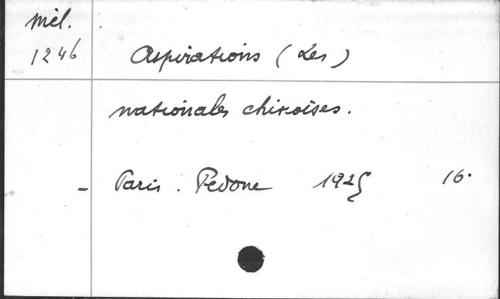 Mél.
1246 Aspirations (Les)
nationales chinoises.
- Paris. Pedone 1925 16.